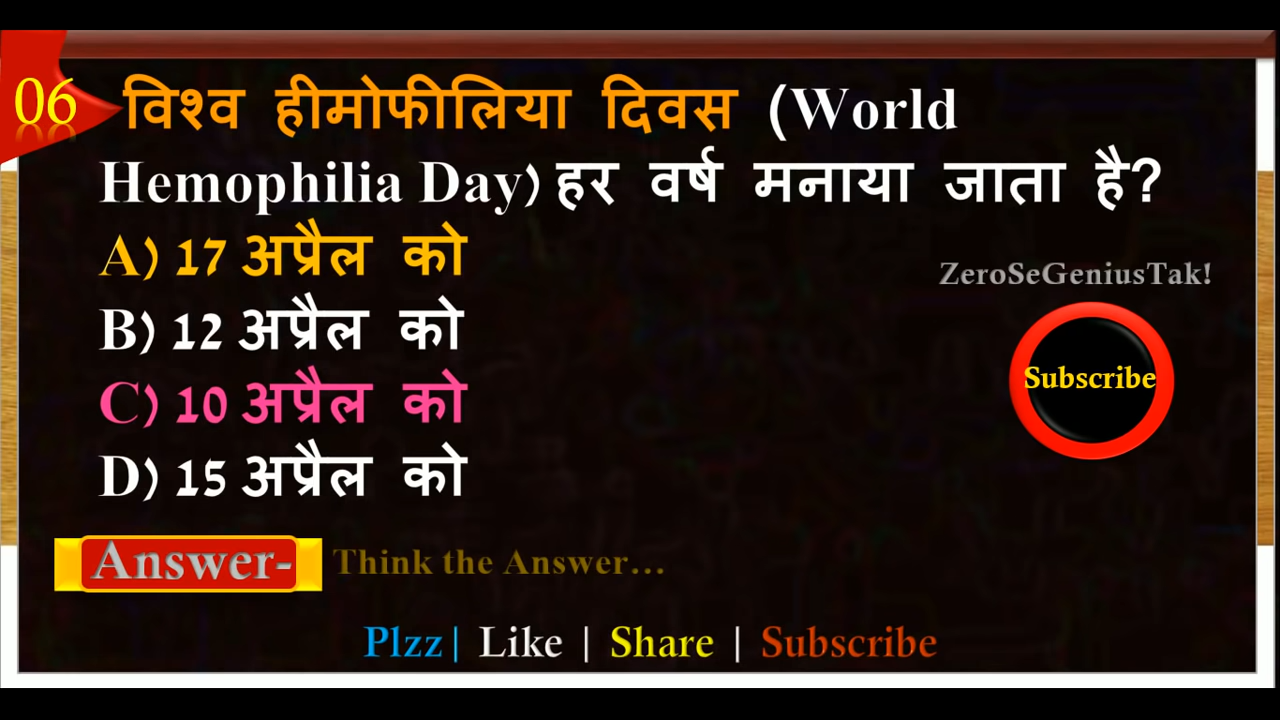 06
विश्व हीमोफीलिया दिवस (World
Hemophilia Day) हर वर्ष मनाया जाता है?
A) 17 अप्रैल को
B) 12 अप्रैल को
C) 10 अप्रैल को
D) 15 अप्रैल को
ZeroSeGeniusTak!
Subscribe
Answer- Think the Answer...
Plzz| Like | Share | Subscribe